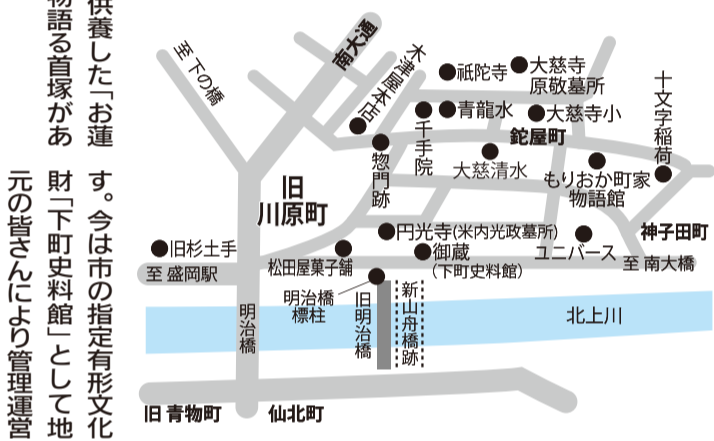 供養した「お蓮
物語る首塚があ
す。今は市の指定有形文化
財「下町史料館」として地
元の皆さんにより管理運営
至 下の橋
南大通
木津屋本店
祇陀寺
大慈寺
原敬墓所
十文字稲荷
青龍水
大慈寺小
千手院
鉈屋町
惣門跡
大慈清水
もりおか町家
物語館
旧
川原町
円光寺(米内光政墓所)
神子田町
旧杉土手
松田屋菓子舗
御蔵
(下町史料館)
ユニバース
至 南大橋
至 盛岡駅
明治橋
標柱
明治橋
旧明治橋
新山舟橋跡
北上川
旧 青物町
仙北町